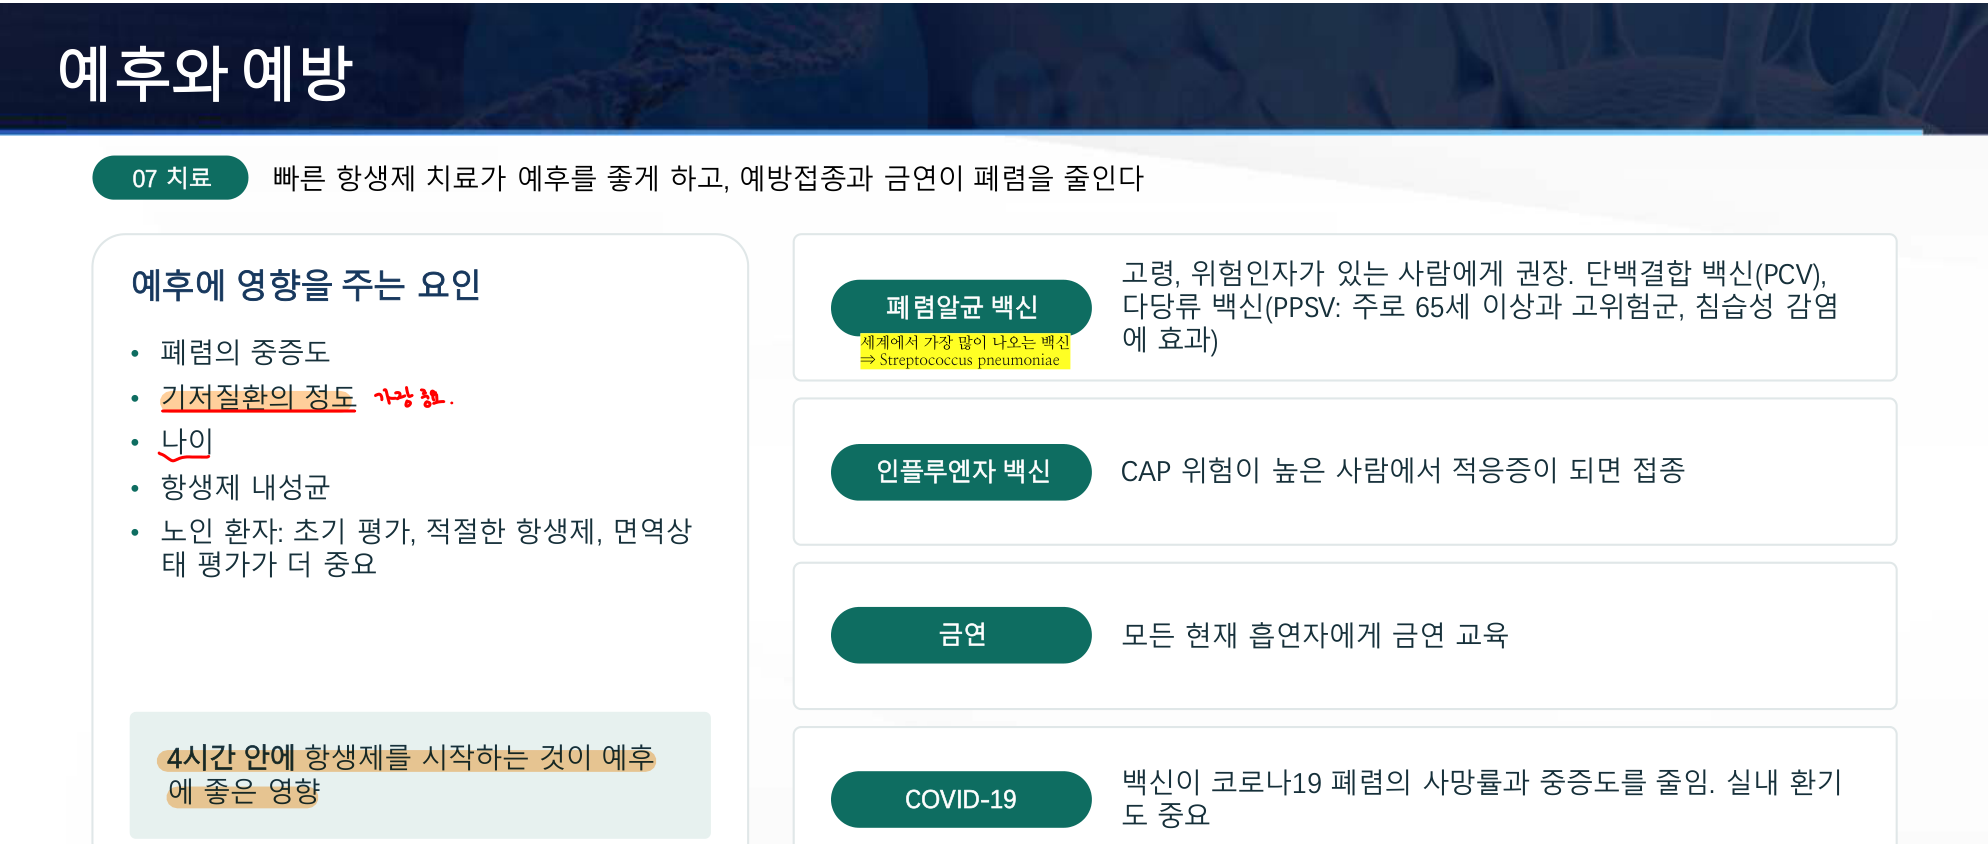 예후와 예방
07 치료
빠른 항생제 치료가 예후를 좋게 하고, 예방접종과 금연이 폐렴을 줄인다
예후에 영향을 주는 요인
• 폐렴의 중증도
• 기저질환의 정도 가장 중요.
• 나이
• 항생제 내성균
• 노인 환자: 초기 평가, 적절한 항생제, 면역상
태 평가가 더 중요
4시간 안에 항생제를 시작하는 것이 예후
에 좋은 영향
폐렴알균 백신
세계에서 가장 많이 나오는 백신
⇒ Streptococcus pneumoniae
고령, 위험인자가 있는 사람에게 권장. 단백결합 백신(PCV),
다당류 백신(PPSV: 주로 65세 이상과 고위험군, 침습성 감염
에 효과)
인플루엔자 백신
CAP 위험이 높은 사람에서 적응증이 되면 접종
금연
모든 현재 흡연자에게 금연 교육
COVID-19
백신이 코로나19 폐렴의 사망률과 중증도를 줄임. 실내 환기
도 중요